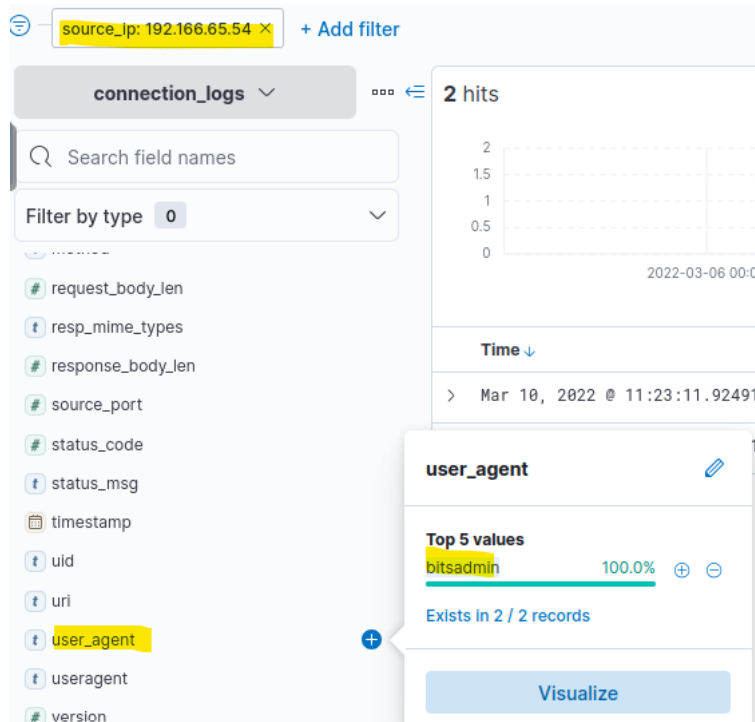 source_ip: 192.166.65.54 ×
+ Add filter
connection_logs
2 hits
Search field names
Filter by type 0
request_body_len
resp_mime_types
response_body_len
source_port
status_code
status_msg
timestamp
uid
uri
user_agent
useragent
version
2
1.5
1
0.5
0
2022-03-06 00:0
Time
Mar 10, 2022 @ 11:23:11.92491
user_agent
Top 5 values
bitsadmin 100.0%
Exists in 2 / 2 records
Visualize